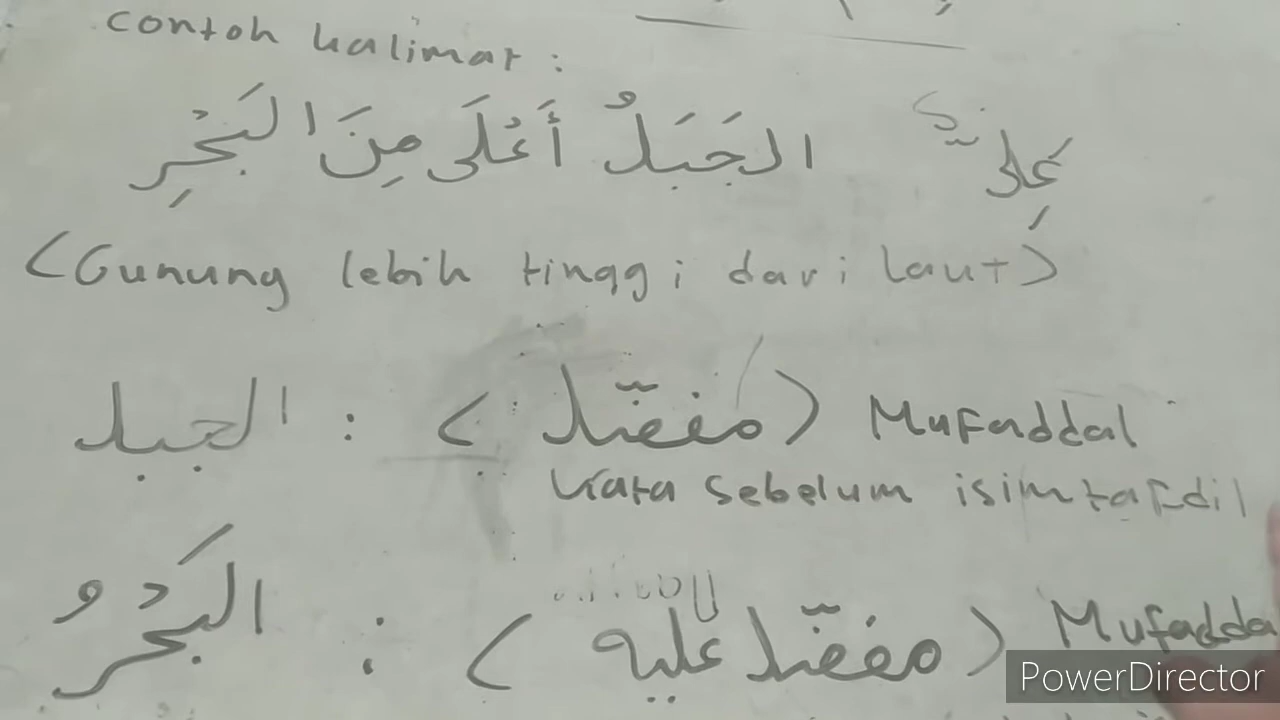 contoh kalimat :
الجَبَلُ أَعْلَى مِنَ البَحْرِ
(Gunung lebih tinggi dari laut)
Mufaddal (مفضّل) : الجبل
kata sebelum isim tafdil
Mufadda (مفضّل عليه) : البَحْرُ
PowerDirector